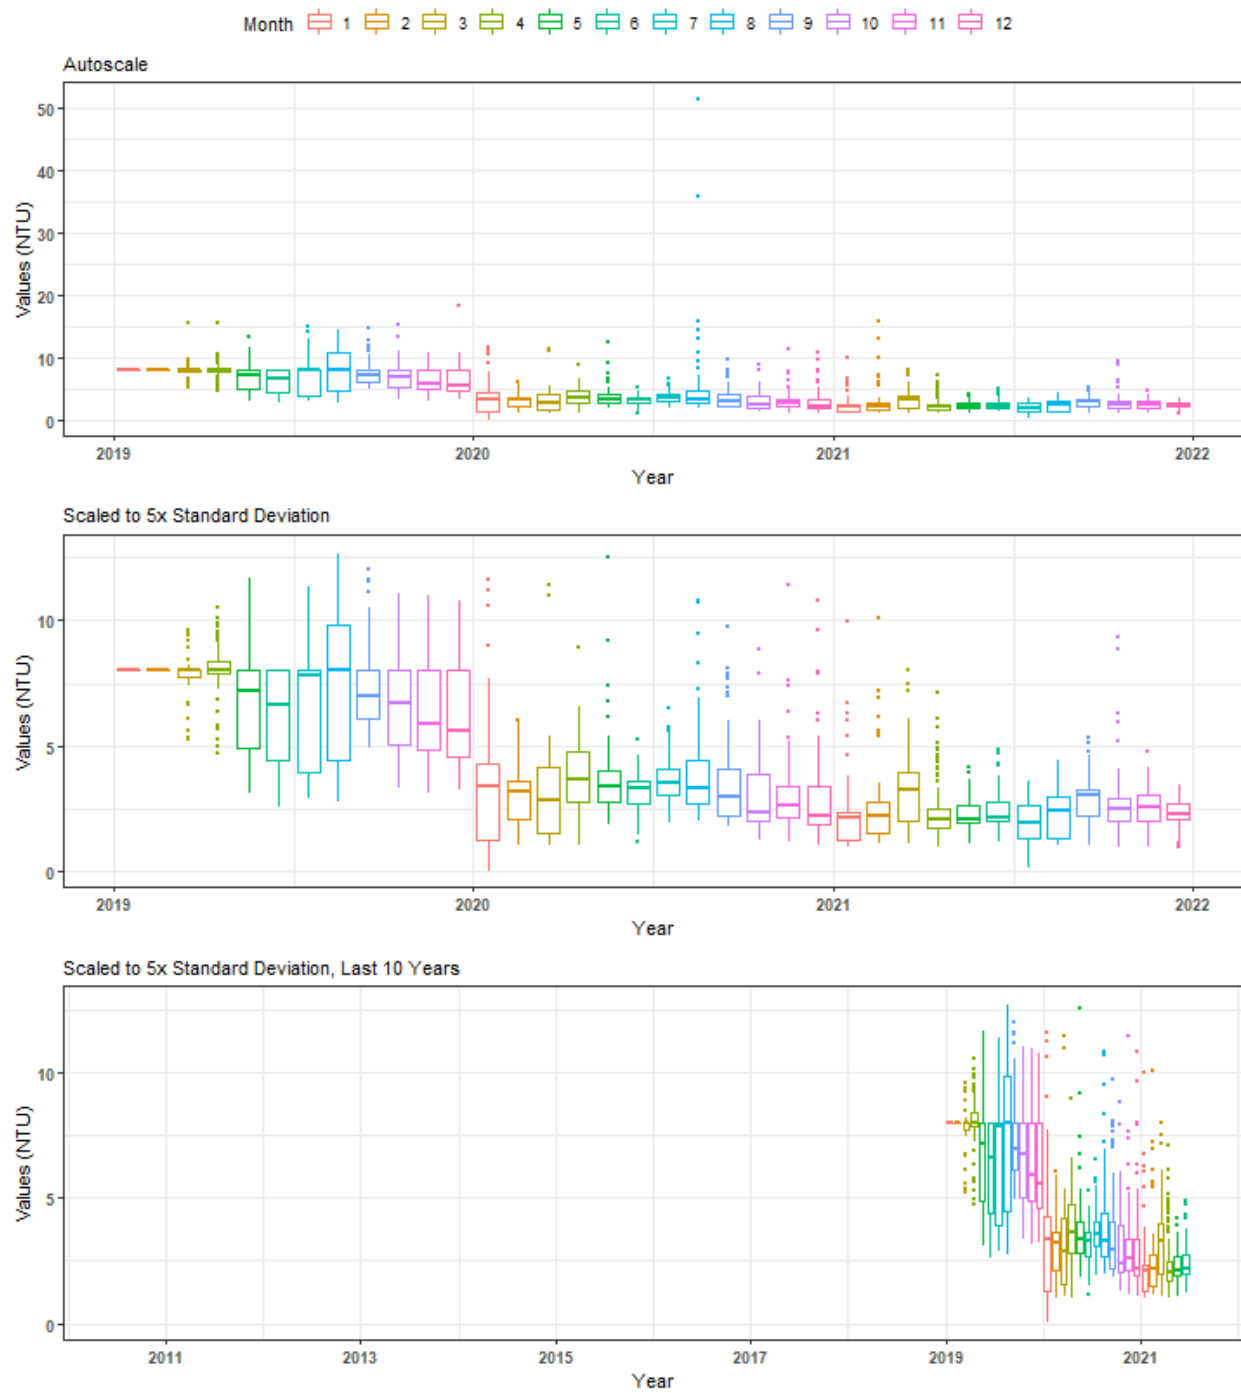 Month 1 2 3 4 5 6 7 8 9 10 11 12
Autoscale
50
40
30
20
10
0
Values (NTU)
2019 2020 2021 2022
Year
Scaled to 5x Standard Deviation
10
5
0
Values (NTU)
2019 2020 2021 2022
Year
Scaled to 5x Standard Deviation, Last 10 Years
10
5
0
Values (NTU)
2011 2013 2015 2017 2019 2021
Year